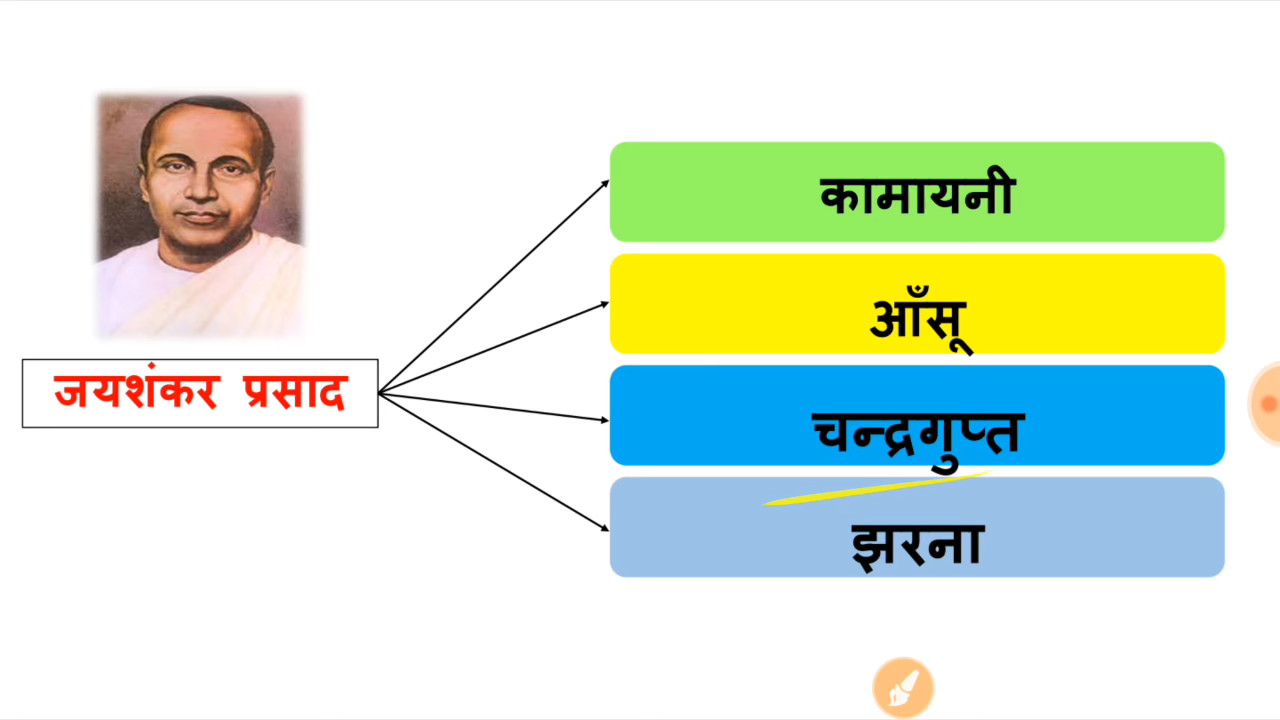 जयशंकर प्रसाद
कामायनी
आँसू
चन्द्रगुप्त
झरना